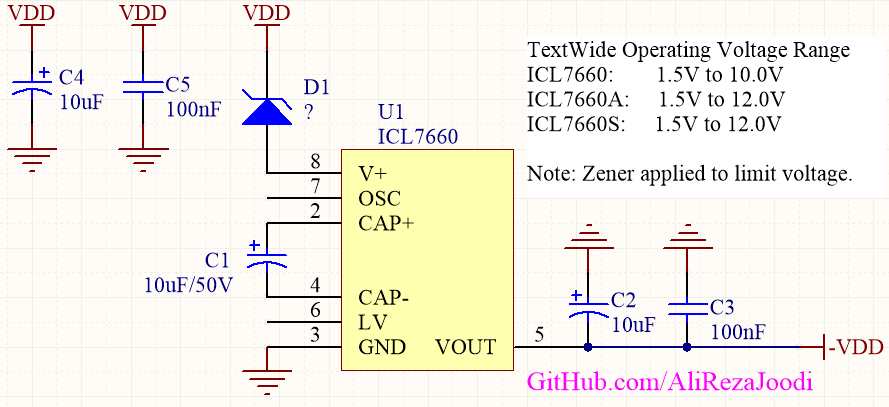 VDD
VDD
VDD
+
C4
10uF
C5
100nF
D1
?
U1
ICL7660
TextWide Operating Voltage Range
ICL7660: 1.5V to 10.0V
ICL7660A: 1.5V to 12.0V
ICL7660S: 1.5V to 12.0V
Note: Zener applied to limit voltage.
8
V+
7
OSC
2
CAP+
+
C1
10uF/50V
4
CAP-
6
LV
3
GND
VOUT
5
+
C2
10uF
C3
100nF
-VDD
GitHub.com/AliRezaJoodi